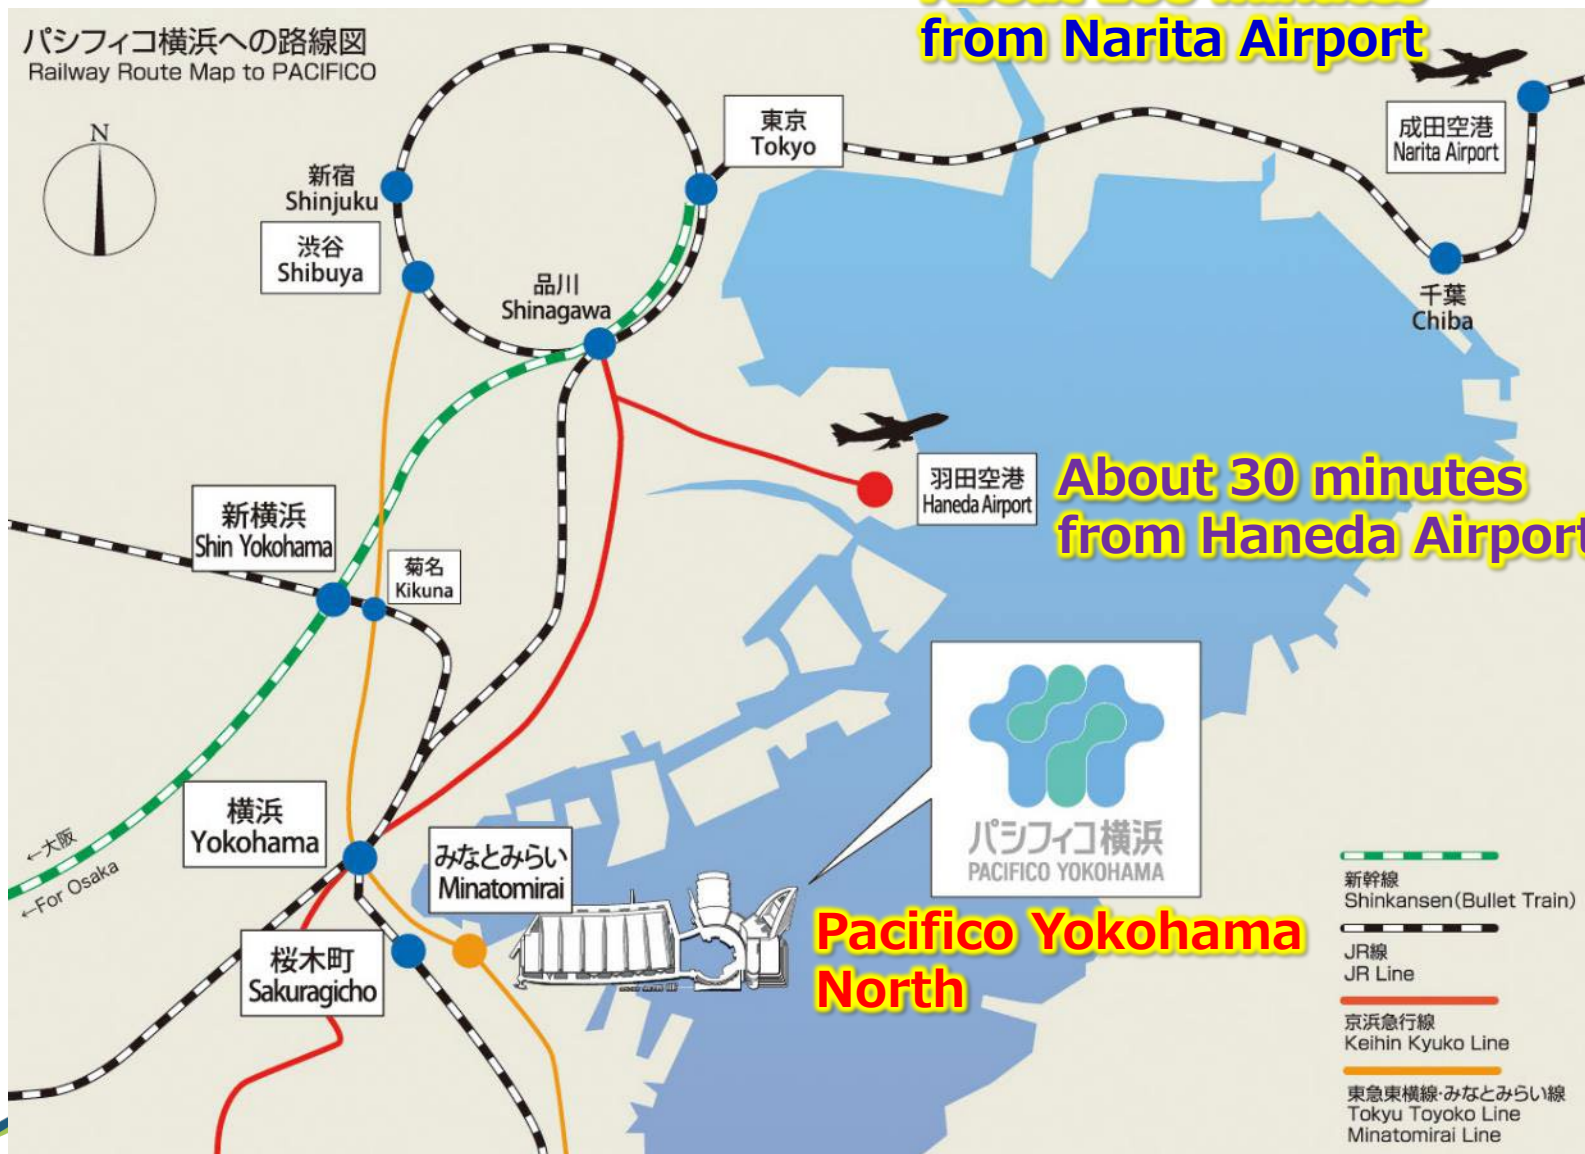 パシフィコ横浜への路線図
Railway Route Map to PACIFICO
from Narita Airport
N
東京
Tokyo
成田空港
Narita Airport
新宿
Shinjuku
渋谷
Shibuya
品川
Shinagawa
千葉
Chiba
羽田空港
Haneda Airport
About 30 minutes
from Haneda Airport
新横浜
Shin Yokohama
菊名
Kikuna
横浜
Yokohama
みなとみらい
Minatomirai
パシフィコ横浜
PACIFICO YOKOHAMA
←大阪
←For Osaka
Pacifico Yokohama
North
桜木町
Sakuragicho
新幹線
Shinkansen(Bullet Train)
JR線
JR Line
京浜急行線
Keihin Kyuko Line
東急東横線・みなとみらい線
Tokyu Toyoko Line
Minatomirai Line